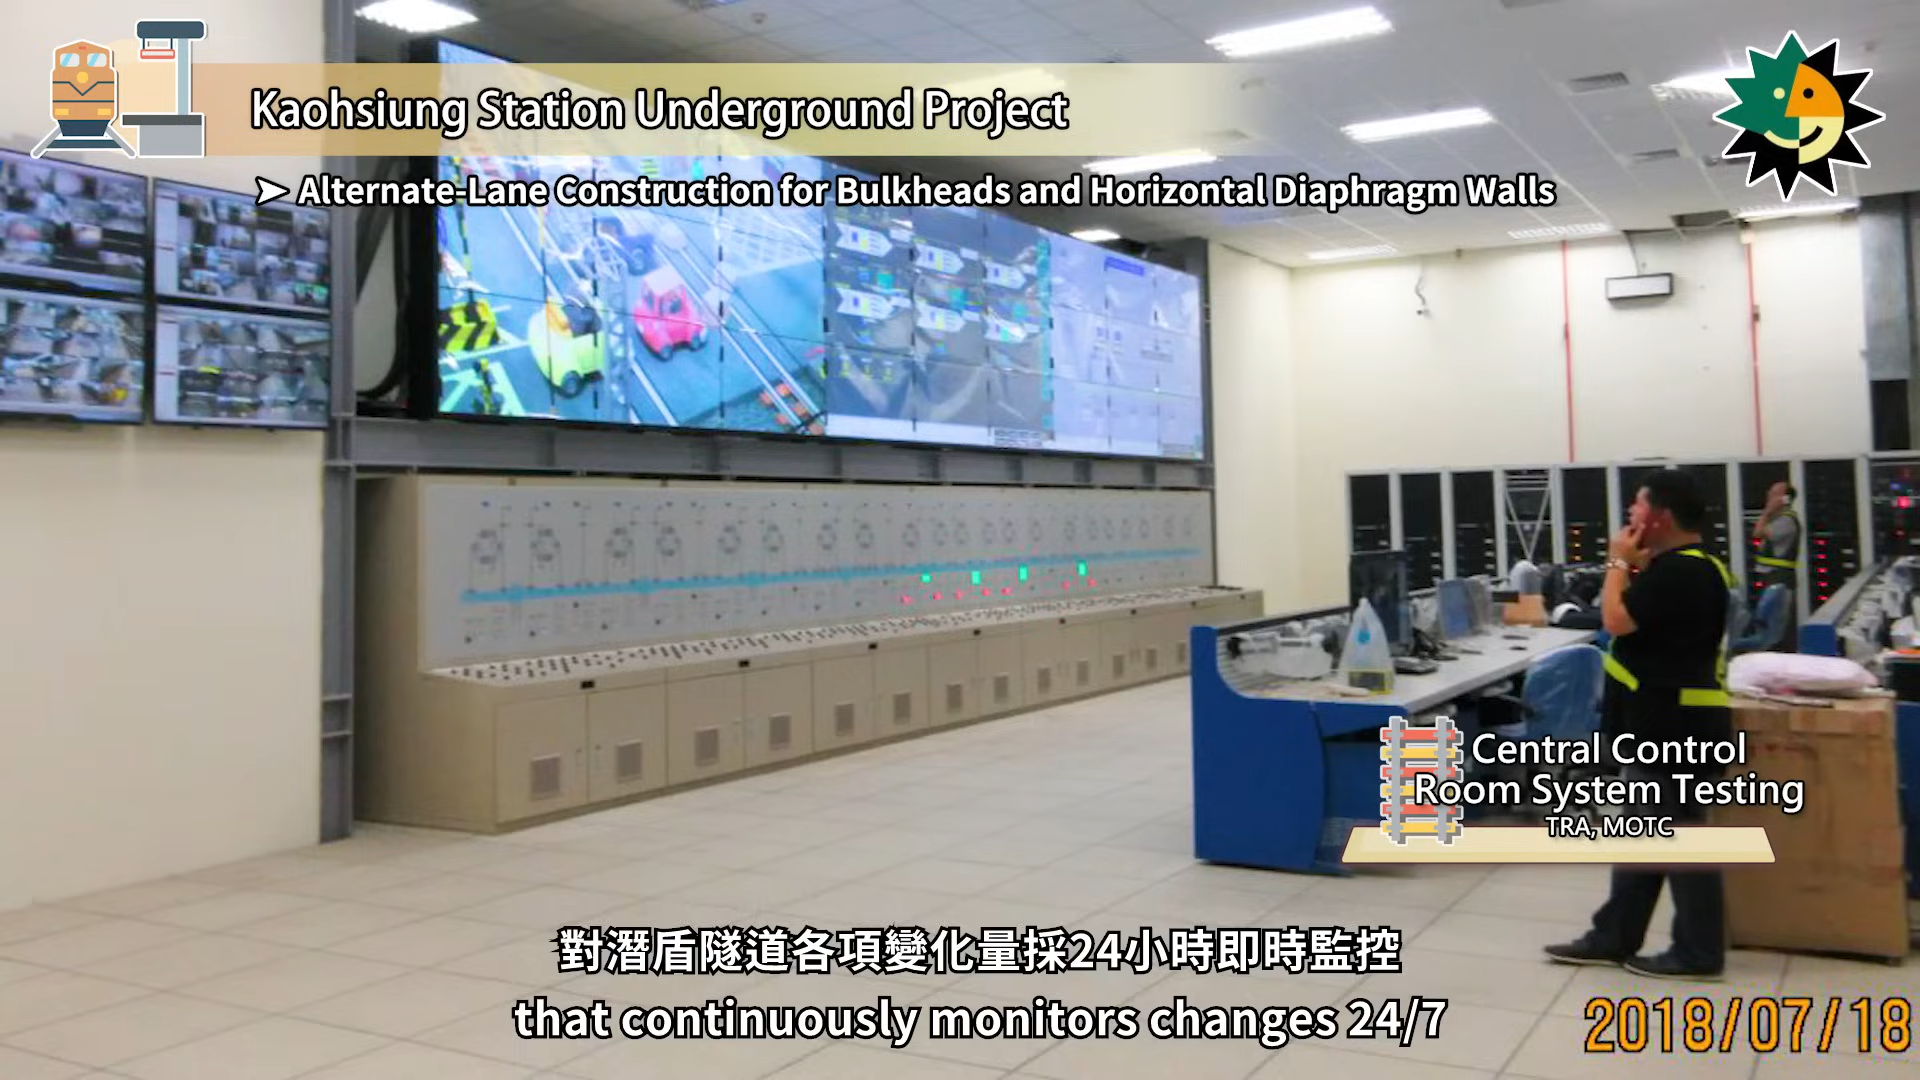 Kaohsiung Station Underground Project
➤ Alternate-Lane Construction for Bulkheads and Horizontal Diaphragm Walls
Central Control
Room System Testing
TRA, MOTC
對潛盾隧道各項變化量採24小時即時監控
that continuously monitors changes 24/7
2018/07/18